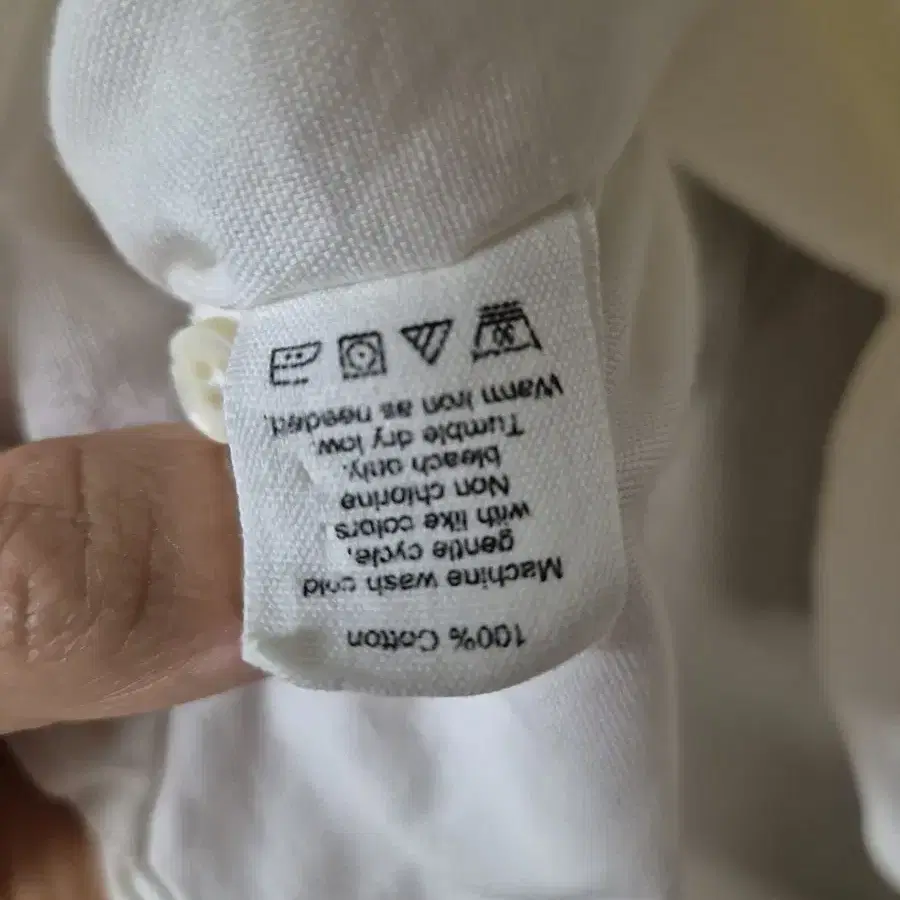 100% Cotton
Machine wash cold
gentle cycle,
with like colors
Non chlorine
bleach only.
Tumble dry low.
Warm iron as needed.
30